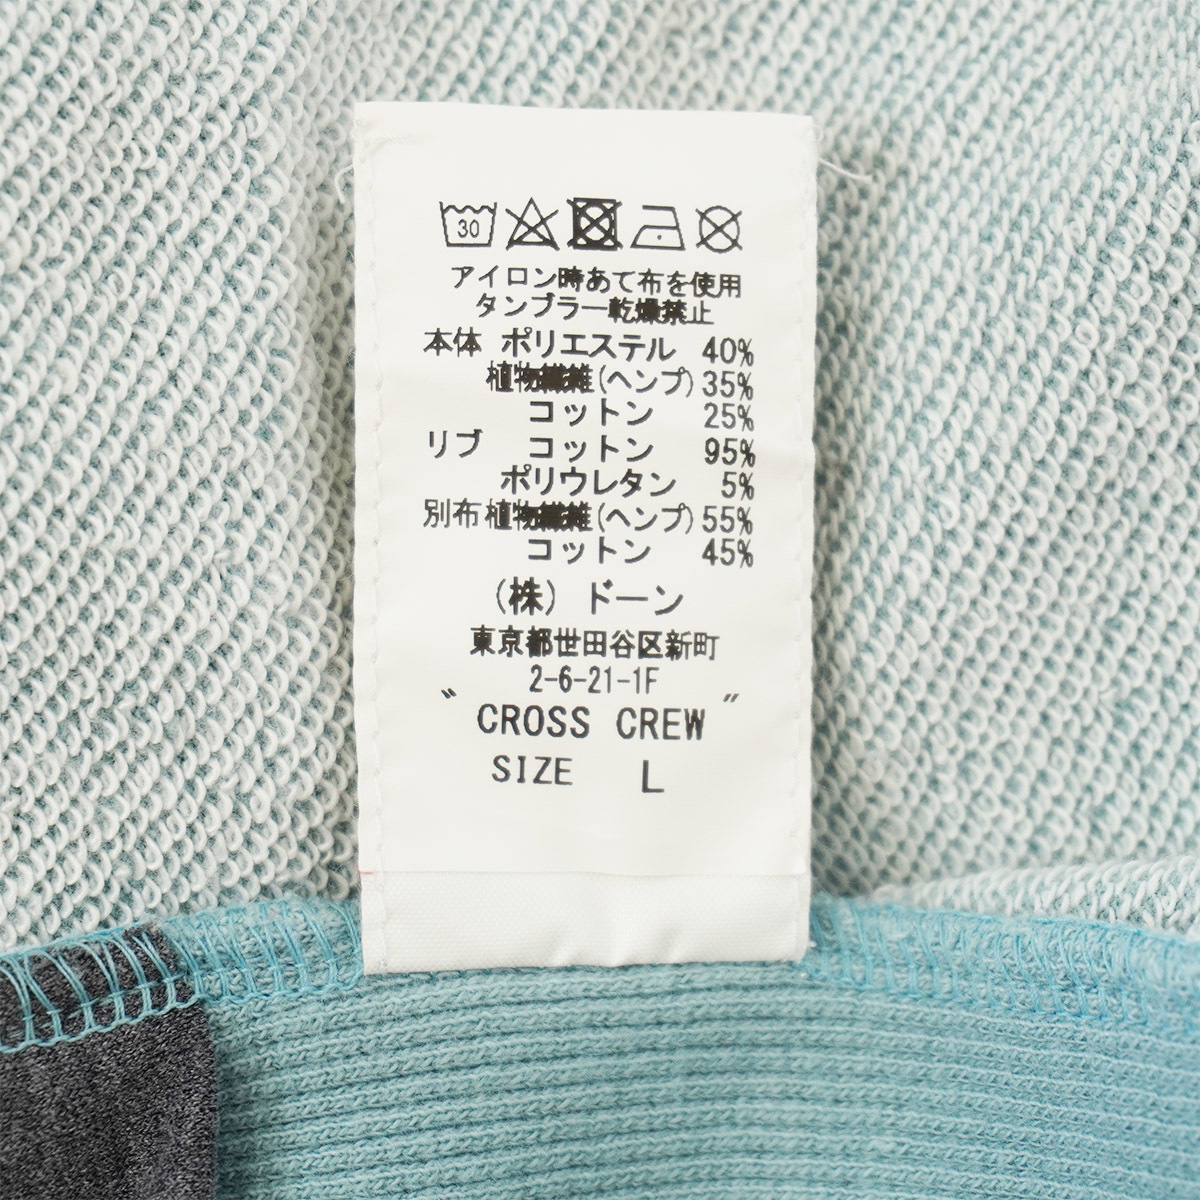 30
アイロン時あて布を使用
タンブラー乾燥禁止
本体 ポリエステル 40%
植物繊維(ヘンプ) 35%
コットン 25%
リブ コットン 95%
ポリウレタン 5%
別布 植物繊維(ヘンプ) 55%
コットン 45%
(株) ドーン
東京都世田谷区新町
2-6-21-1F
〝CROSS CREW〃
SIZE L